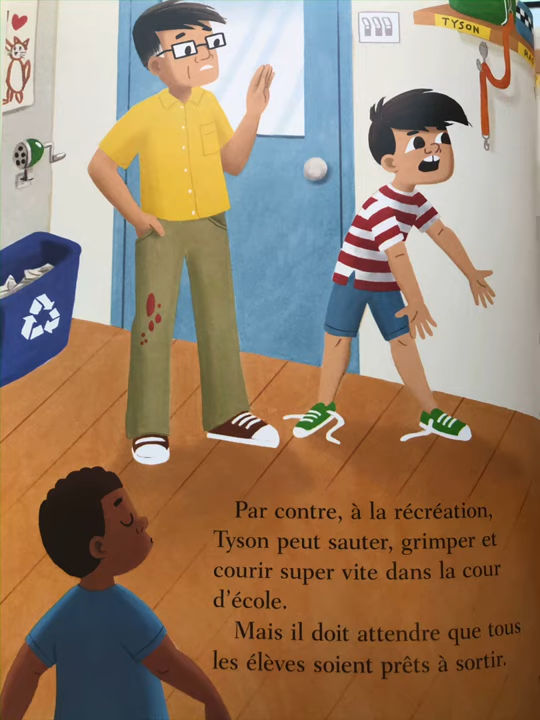 TYSON
Par contre, à la récréation,
Tyson peut sauter, grimper et
courir super vite dans la cour
d'école.
Mais il doit attendre que tous
les élèves soient prêts à sortir.